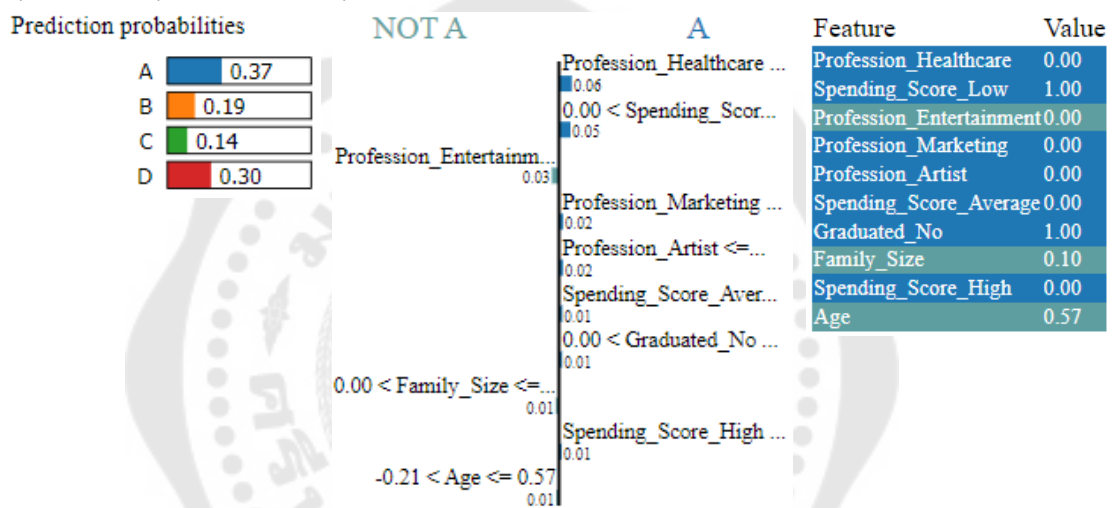 Prediction probabilities
A 0.37
B 0.19
C 0.14
D 0.30
NOT A A
Profession_Healthcare ...
0.06
0.00 < Spending_Scor...
0.05
Profession_Entertainm...
0.03
Profession_Marketing ...
0.02
Profession_Artist <=...
0.02
Spending_Score_Aver...
0.01
0.00 < Graduated_No ...
0.01
0.00 < Family_Size <=...
0.01
Spending_Score_High ...
0.01
-0.21 < Age <= 0.57
0.01
Feature Value
Profession_Healthcare 0.00
Spending_Score_Low 1.00
Profession_Entertainment 0.00
Profession_Marketing 0.00
Profession_Artist 0.00
Spending_Score_Average 0.00
Graduated_No 1.00
Family_Size 0.10
Spending_Score_High 0.00
Age 0.57